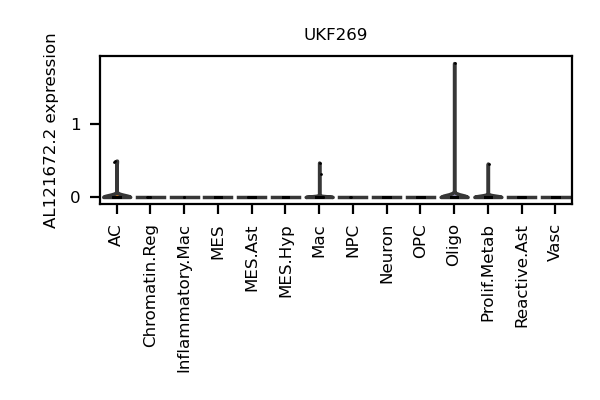 UKF269
AL121672.2 expression
1
0
AC
Chromatin.Reg
Inflammatory.Mac
MES
MES.Ast
MES.Hyp
Mac
NPC
Neuron
OPC
Oligo
Prolif.Metab
Reactive.Ast
Vasc